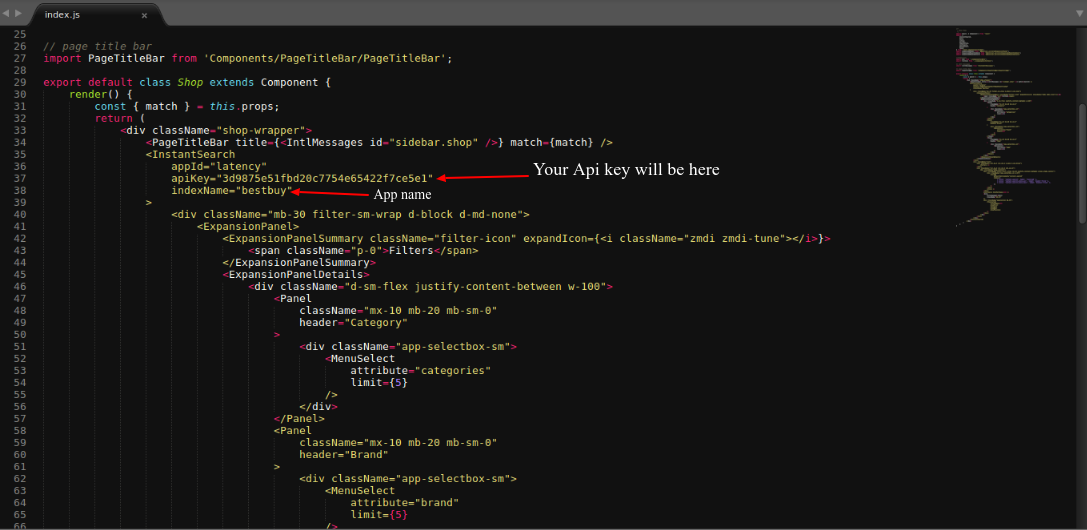 index.js
25
26 // page title bar
27 import PageTitleBar from 'Components/PageTitleBar/PageTitleBar';
28
29 export default class Shop extends Component {
30 render() {
31 const { match } = this.props;
32 return (
33 <div className="shop-wrapper">
34 <PageTitleBar title={<IntlMessages id="sidebar.shop" />} match={match} />
35 <InstantSearch
36 appId="latency"
37 apiKey="3d9875e51fbd20c7754e65422f7ce5e1" Your Api key will be here
38 indexName="bestbuy" App name
39 >
40 <div className="mb-30 filter-sm-wrap d-block d-md-none">
41 <ExpansionPanel>
42 <ExpansionPanelSummary className="filter-icon" expandIcon={<i className="zmdi zmdi-tune"></i>}>
43 <span className="p-0">Filters</span>
44 </ExpansionPanelSummary>
45 <ExpansionPanelDetails>
46 <div className="d-sm-flex justify-content-between w-100">
47 <Panel
48 className="mx-10 mb-20 mb-sm-0"
49 header="Category"
50 >
51 <div className="app-selectbox-sm">
52 <MenuSelect
53 attribute="categories"
54 limit={5}
55 />
56 </div>
57 </Panel>
58 <Panel
59 className="mx-10 mb-20 mb-sm-0"
60 header="Brand"
61 >
62 <div className="app-selectbox-sm">
63 <MenuSelect
64 attribute="brand"
65 limit={5}
66 />